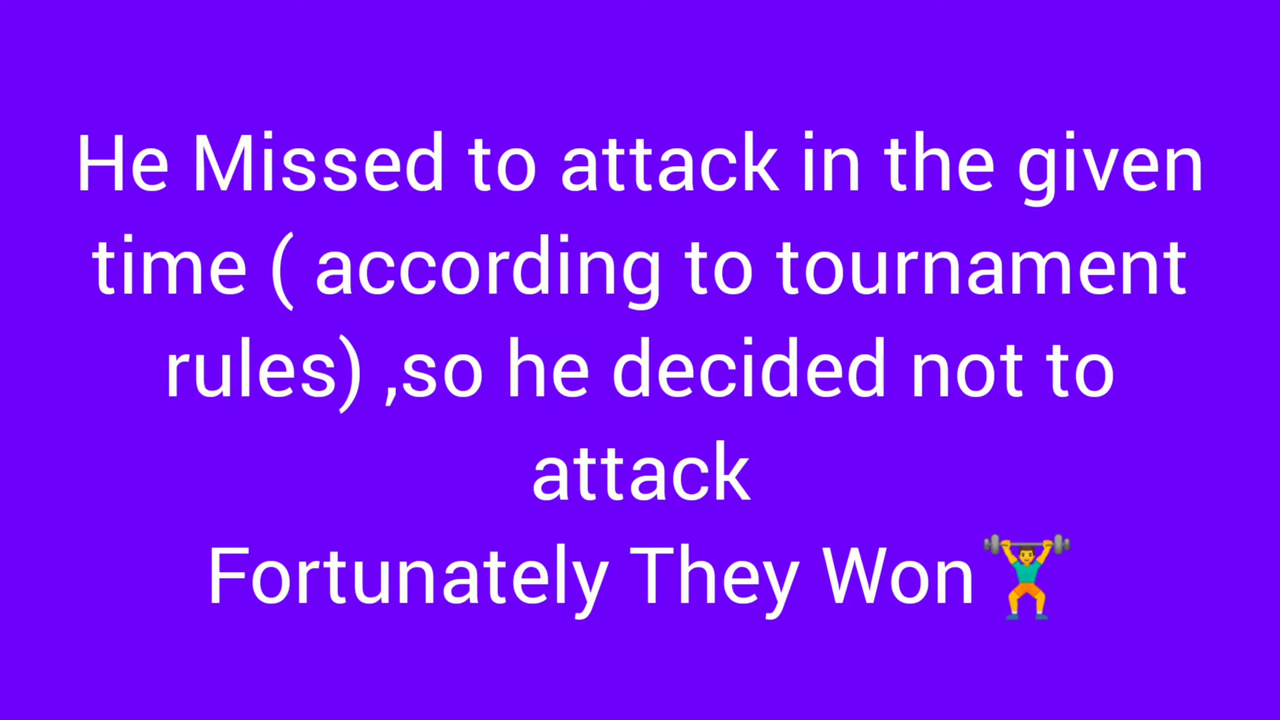 He Missed to attack in the given
time ( according to tournament
rules) ,so he decided not to
attack
Fortunately They Won🏋️‍♂️